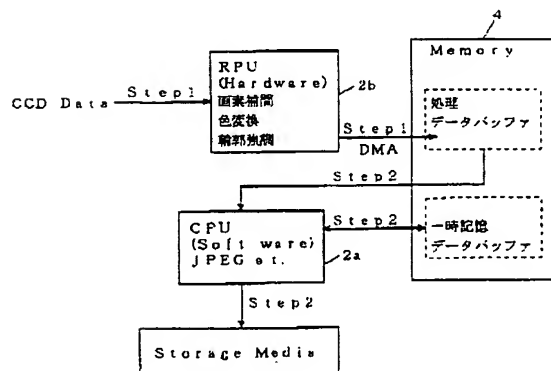 4
Memory
RPU
(Hardware)
画素補間
色変換
輪郭強調
2b
CCD Data
Step1
Step1
DMA
処理
データバッファ
Step2
CPU
(Soft ware)
JPEG et.
2a
Step2
一時記憶
データバッファ
Step2
Storage Media